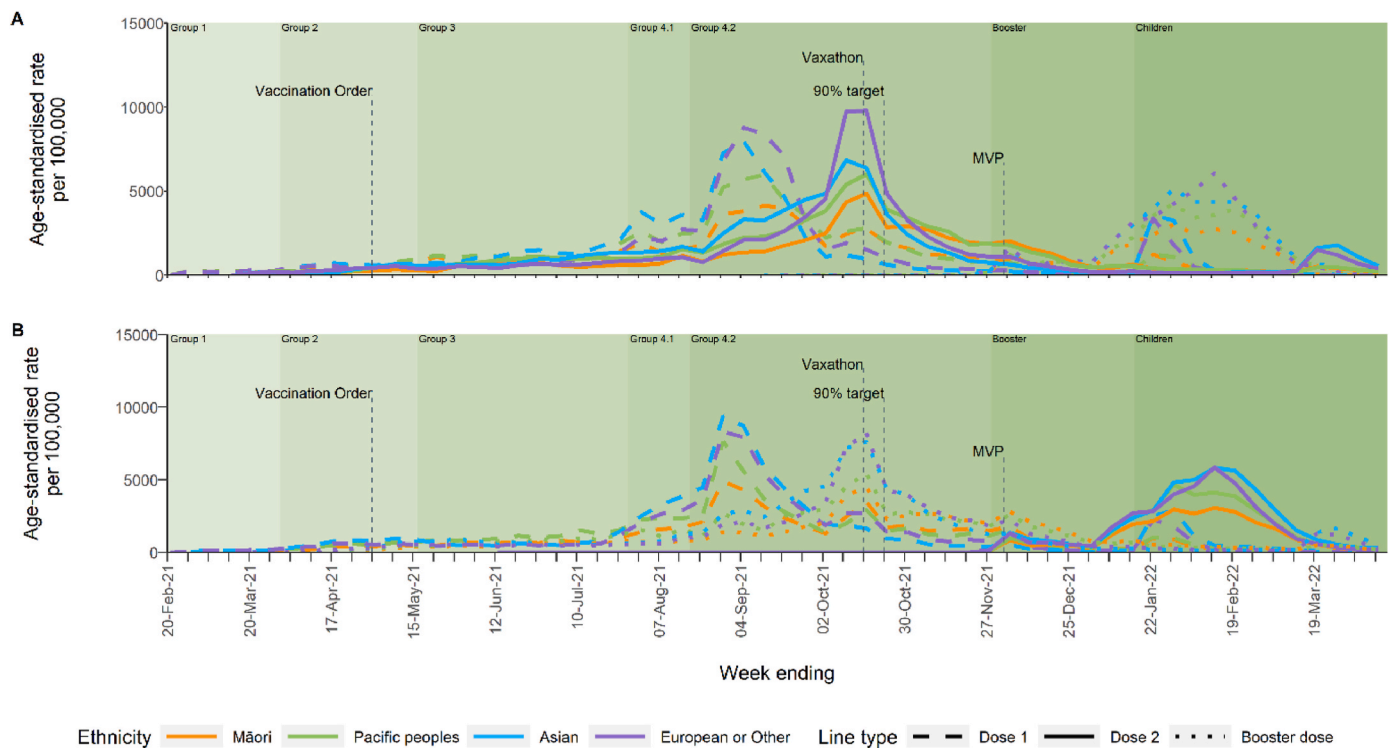 A
Age-standardised rate
per 100,000
15000
10000
5000
0
Group 1
Group 2
Group 3
Group 4.1
Group 4.2
Booster
Children
Vaxathon
Vaccination Order
90% target
MVP
B
Age-standardised rate
per 100,000
15000
10000
5000
0
Group 1
Group 2
Group 3
Group 4.1
Group 4.2
Booster
Children
Vaxathon
Vaccination Order
90% target
MVP
20-Feb-21
20-Mar-21
17-Apr-21
15-May-21
12-Jun-21
10-Jul-21
07-Aug-21
04-Sep-21
02-Oct-21
30-Oct-21
27-Nov-21
25-Dec-21
22-Jan-22
19-Feb-22
19-Mar-22
Week ending
Ethnicity Māori Pacific peoples Asian European or Other Line type Dose 1 Dose 2 Booster dose